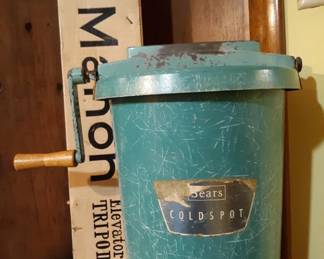 Mahon
Elevator
TRIPOD
Sears
COLDSPOT